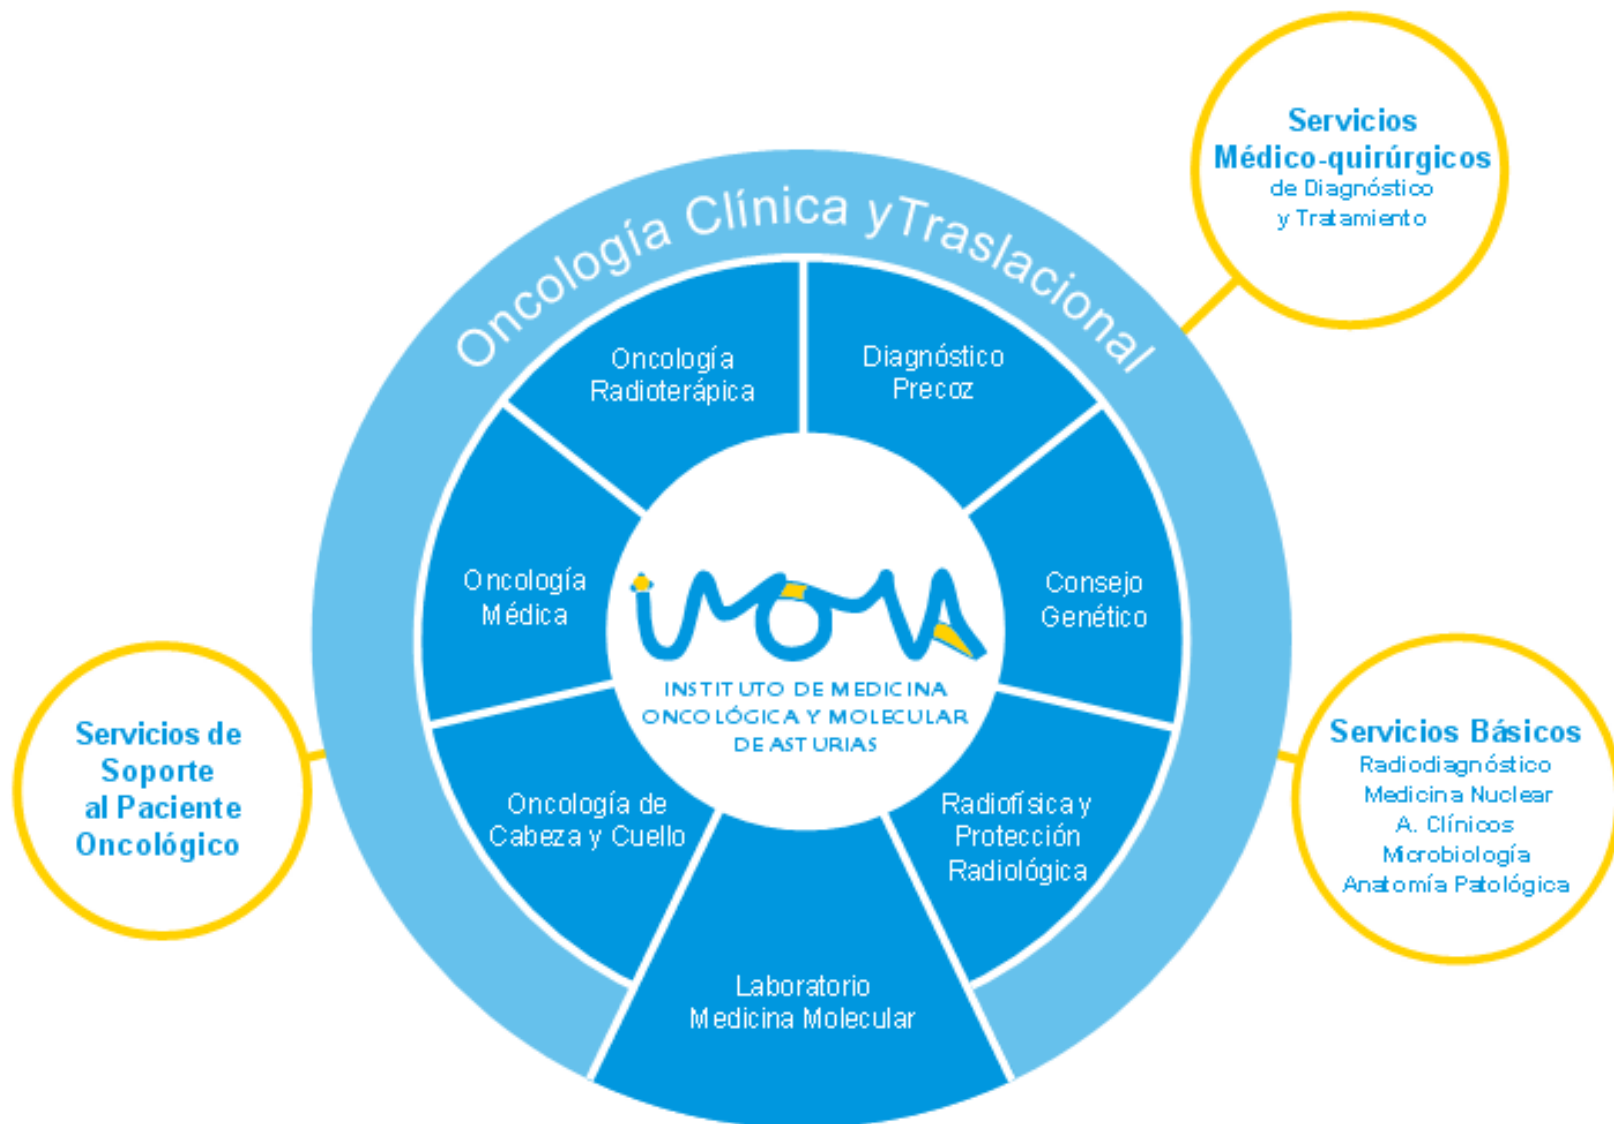 Servicios
Médico-quirúrgicos
de Diagnóstico
y Tratamiento
Oncología Clínica yTraslacional
Oncología
Radioterápica
Diagnóstico
Precoz
Oncología
Médica
Consejo
Genético
imoma
INSTITUTO DE MEDICINA
ONCOLÓGICA Y MOLECULAR
DE ASTURIAS
Servicios de
Soporte
al Paciente
Oncológico
Servicios Básicos
Radiodiagnóstico
Medicina Nuclear
A. Clínicos
Microbiología
Anatomía Patológica
Oncología de
Cabeza y Cuello
Radiofísica y
Protección
Radiológica
Laboratorio
Medicina Molecular